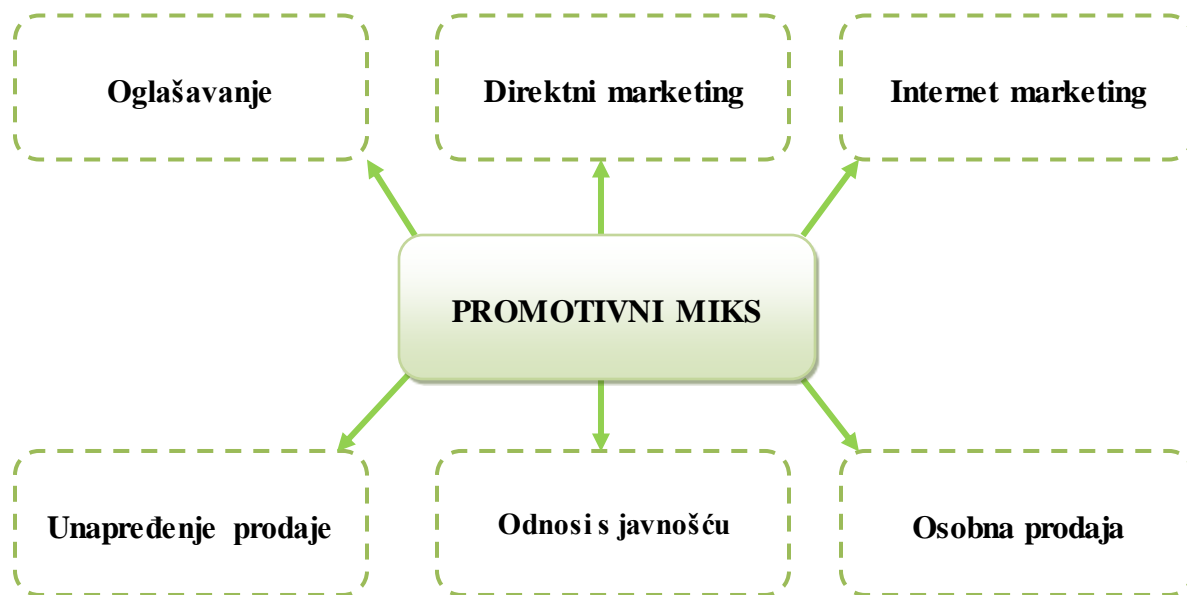 Oglašavanje
Direktni marketing
Internet marketing
PROMOTIVNI MIKS
Unapređenje prodaje
Odnosi s javnošću
Osobna prodaja